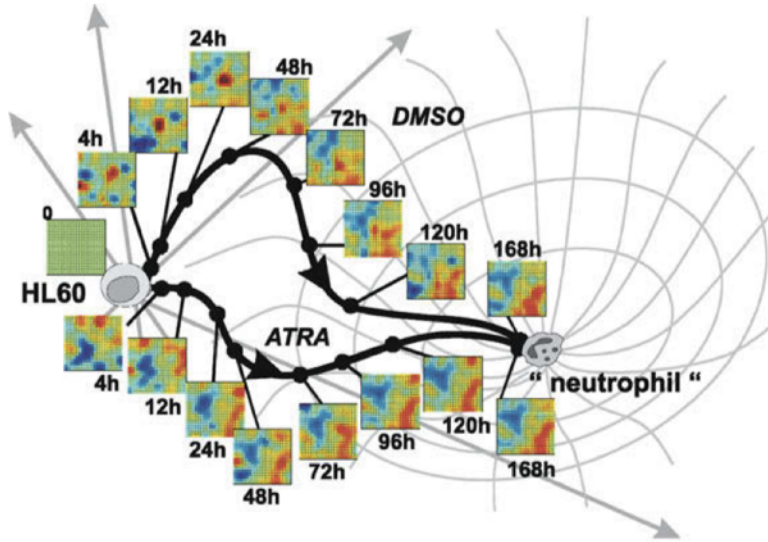 24h
12h
48h
DMSO
72h
4h
96h
0
120h
168h
HL60
ATRA
4h
12h
24h
48h
72h
96h
120h
168h
“ neutrophil “